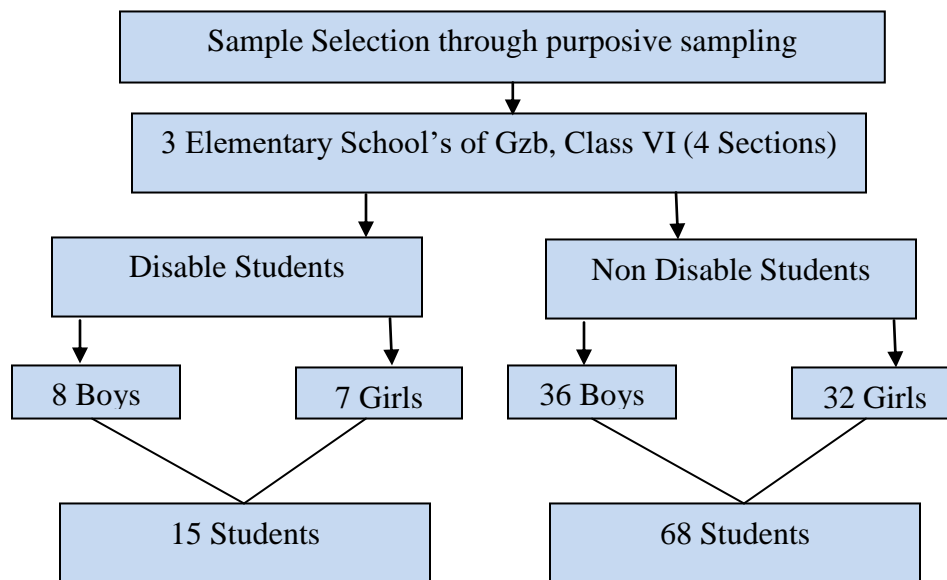 Sample Selection through purposive sampling
3 Elementary School’s of Gzb, Class VI (4 Sections)
Disable Students
Non Disable Students
8 Boys
7 Girls
36 Boys
32 Girls
15 Students
68 Students